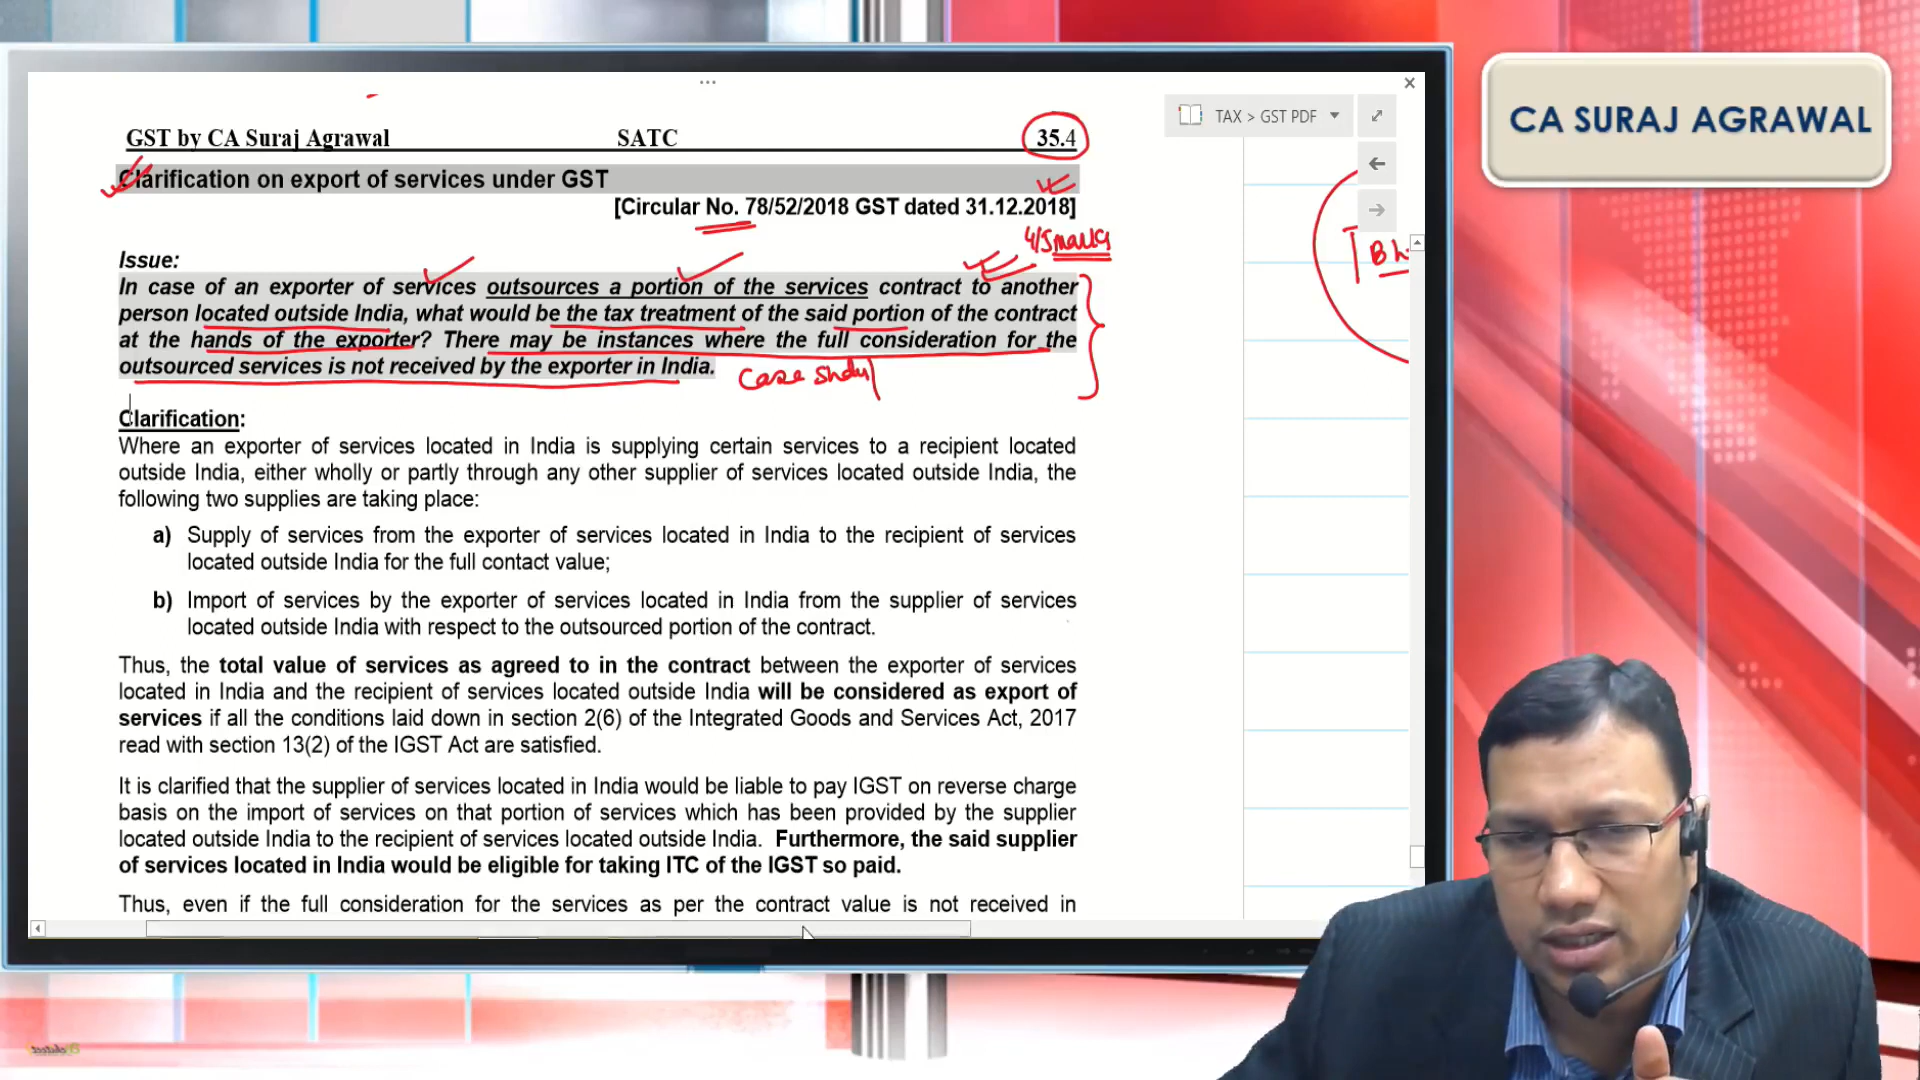 CA SURAJ AGRAWAL
TAX > GST PDF
GST by CA Suraj Agrawal SATC 35.4
Clarification on export of services under GST
[Circular No. 78/52/2018 GST dated 31.12.2018]
4/5 marks
Issue:
In case of an exporter of services outsources a portion of the services contract to another
person located outside India, what would be the tax treatment of the said portion of the contract
at the hands of the exporter? There may be instances where the full consideration for the
outsourced services is not received by the exporter in India.
Case study
Clarification:
Where an exporter of services located in India is supplying certain services to a recipient located
outside India, either wholly or partly through any other supplier of services located outside India, the
following two supplies are taking place:
a) Supply of services from the exporter of services located in India to the recipient of services
located outside India for the full contact value;
b) Import of services by the exporter of services located in India from the supplier of services
located outside India with respect to the outsourced portion of the contract.
Thus, the total value of services as agreed to in the contract between the exporter of services
located in India and the recipient of services located outside India will be considered as export of
services if all the conditions laid down in section 2(6) of the Integrated Goods and Services Act, 2017
read with section 13(2) of the IGST Act are satisfied.
It is clarified that the supplier of services located in India would be liable to pay IGST on reverse charge
basis on the import of services on that portion of services which has been provided by the supplier
located outside India to the recipient of services located outside India. Furthermore, the said supplier
of services located in India would be eligible for taking ITC of the IGST so paid.
Thus, even if the full consideration for the services as per the contract value is not received in